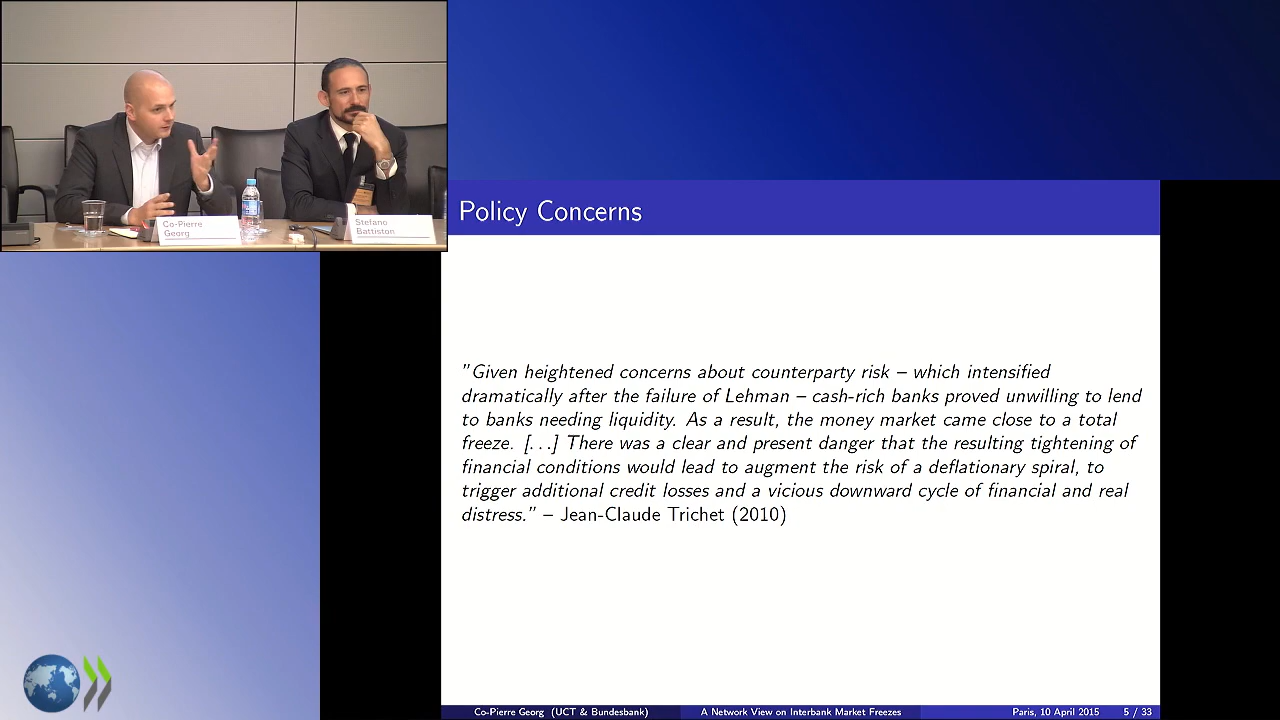 Co-Pierre
Georg
Stefano
Battiston
Policy Concerns
"Given heightened concerns about counterparty risk – which intensified
dramatically after the failure of Lehman – cash-rich banks proved unwilling to lend
to banks needing liquidity. As a result, the money market came close to a total
freeze. [...] There was a clear and present danger that the resulting tightening of
financial conditions would lead to augment the risk of a deflationary spiral, to
trigger additional credit losses and a vicious downward cycle of financial and real
distress." – Jean-Claude Trichet (2010)
Co-Pierre Georg (UCT & Bundesbank) A Network View on Interbank Market Freezes Paris, 10 April 2015 5 / 33